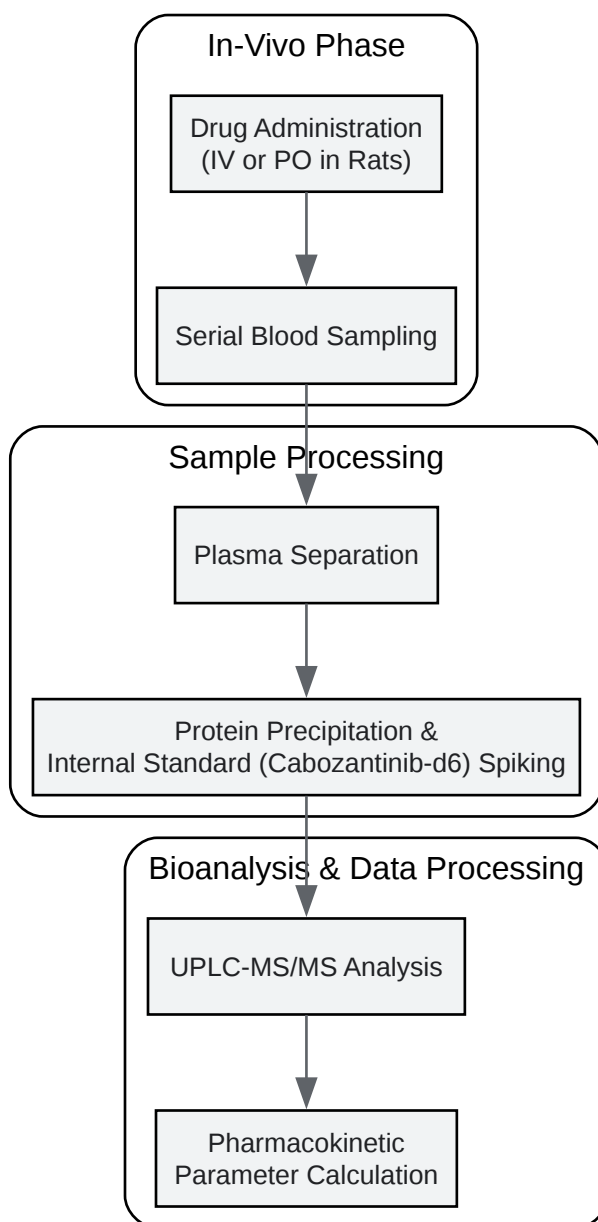 In-Vivo Phase
Drug Administration
(IV or PO in Rats)
Serial Blood Sampling
Sample Processing
Plasma Separation
Protein Precipitation &
Internal Standard (Cabozantinib-d6) Spiking
Bioanalysis & Data Processing
UPLC-MS/MS Analysis
Pharmacokinetic
Parameter Calculation